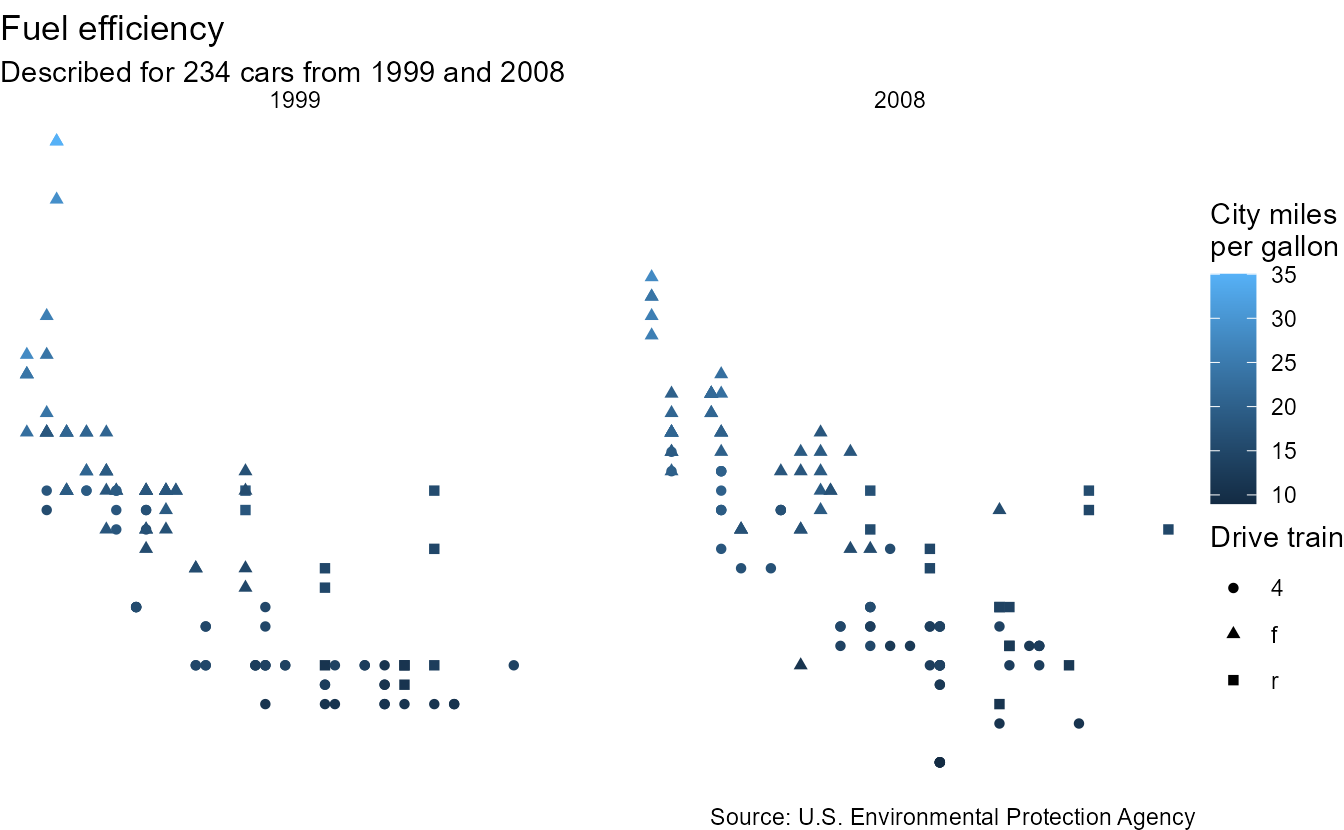 Fuel efficiency
Described for 234 cars from 1999 and 2008
1999
2008
City miles
per gallon
35
30
25
20
15
10
Drive train
4
f
r
Source: U.S. Environmental Protection Agency